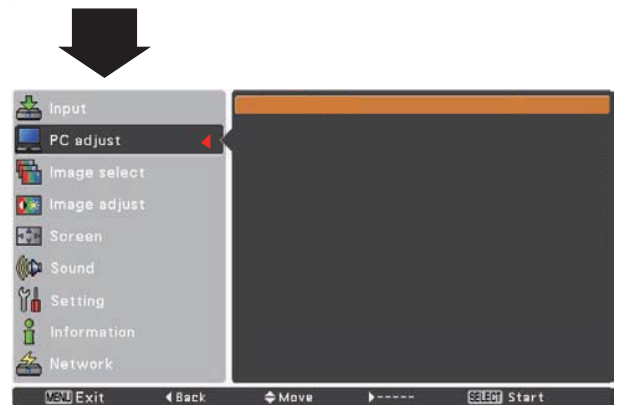 Input
PC adjust
Image select
Image adjust
Screen
Sound
Setting
Information
Network
MENU Exit ◀Back ◆Move ▶----- SELECT Start